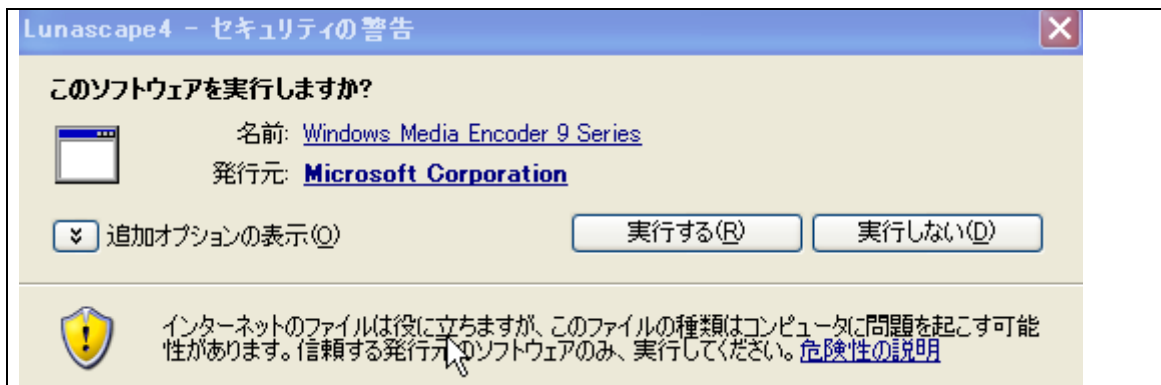 Lunascape4 - セキュリティの警告
このソフトウェアを実行しますか?
名前: Windows Media Encoder 9 Series
発行元: Microsoft Corporation
追加オプションの表示(O) 実行する(R) 実行しない(D)
インターネットのファイルは役に立ちますが、このファイルの種類はコンピュータに問題を起こす可能
性があります。信頼する発行元のソフトウェアのみ、実行してください。危険性の説明